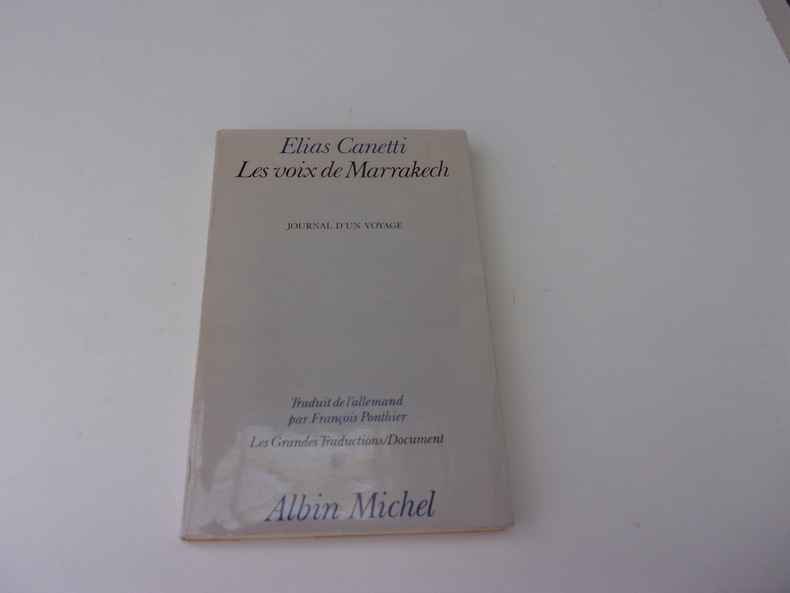 Elias Canetti
Les voix de Marrakech
JOURNAL D'UN VOYAGE
Traduit de l'allemand
par François Ponthier
Les Grandes Traductions/Document
Albin Michel